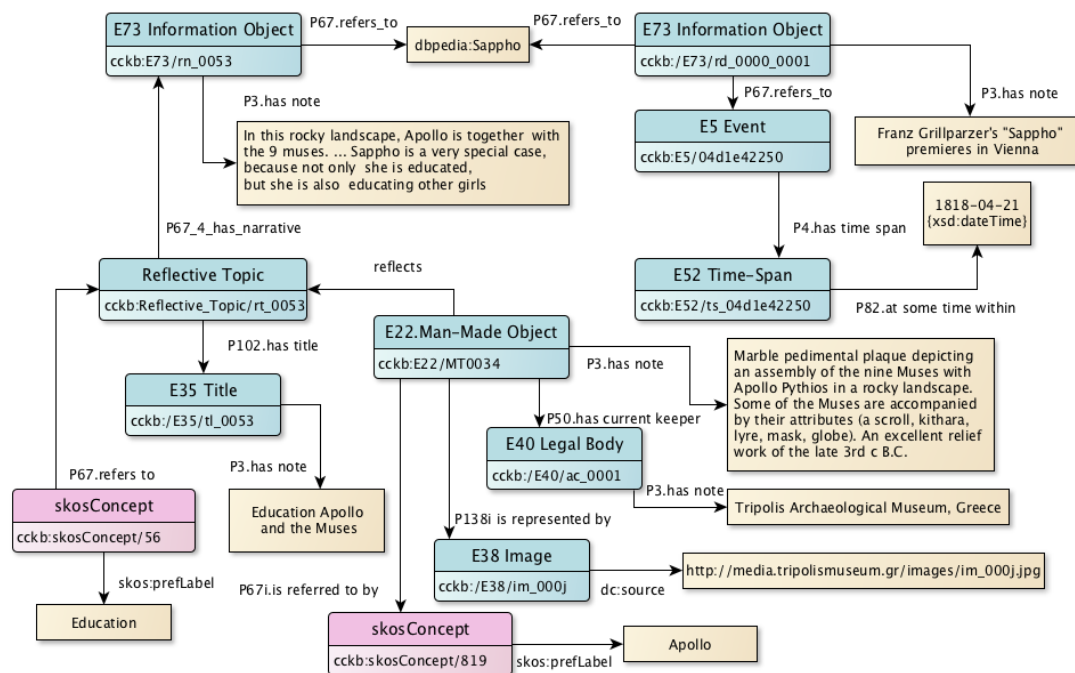 P67.refers_to
P67.refers_to
E73 Information Object
cckb:E73/rn_0053
dbpedia:Sappho
E73 Information Object
cckb:/E73/rd_0000_0001
P3.has note
P67.refers_to
P3.has note
In this rocky landscape, Apollo is together with
the 9 muses. ... Sappho is a very special case,
because not only she is educated,
but she is also educating other girls
E5 Event
cckb:E5/04d1e42250
Franz Grillparzer's "Sappho"
premieres in Vienna
P67_4_has_narrative
P4.has time span
1818-04-21
{xsd:dateTime}
Reflective Topic
cckb:Reflective_Topic/rt_0053
reflects
E52 Time-Span
cckb:E52/ts_04d1e42250
P82.at some time within
P102.has title
E22.Man-Made Object
cckb:E22/MT0034
P3.has note
Marble pedimental plaque depicting
an assembly of the nine Muses with
Apollo Pythios in a rocky landscape.
Some of the Muses are accompanied
by their attributes (a scroll, kithara,
lyre, mask, globe). An excellent relief
work of the late 3rd c B.C.
E35 Title
cckb:/E35/tl_0053
P50.has current keeper
E40 Legal Body
cckb:/E40/ac_0001
P67.refers to
P3.has note
P3.has note
Tripolis Archaeological Museum, Greece
skosConcept
cckb:skosConcept/56
Education Apollo
and the Muses
P138i is represented by
E38 Image
cckb:/E38/im_000j
dc:source
http://media.tripolismuseum.gr/images/im_000j.jpg
skos:prefLabel
Education
P67i.is referred to by
skosConcept
cckb:skosConcept/819
skos:prefLabel
Apollo